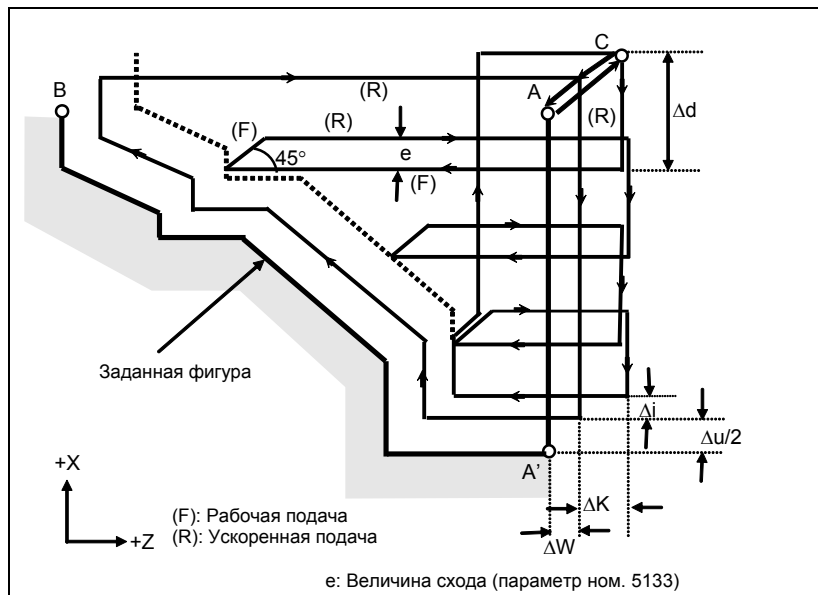 C
B
A
(R)
(R)
Δd
(F)
(R)
45°
e
(F)
Заданная фигура
Δi
Δu/2
A’
+X
(F): Рабочая подача
ΔK
(R): Ускоренная подача
+Z
ΔW
e: Величина схода (параметр ном. 5133)